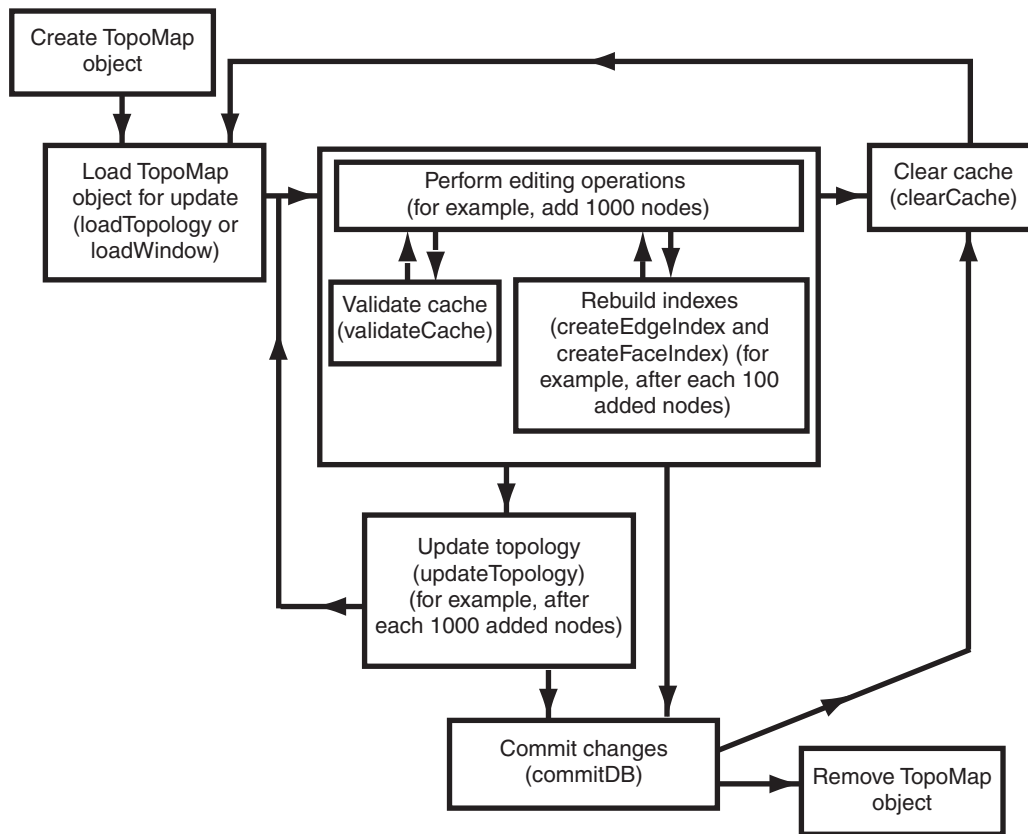 Create TopoMap
object
Load TopoMap
object for update
(loadTopology or
loadWindow)
Perform editing operations
(for example, add 1000 nodes)
Clear cache
(clearCache)
Validate cache
(validateCache)
Rebuild indexes
(createEdgeIndex and
createFaceIndex) (for
example, after each 100
added nodes)
Update topology
(updateTopology)
(for example, after
each 1000 added nodes)
Commit changes
(commitDB)
Remove TopoMap
object